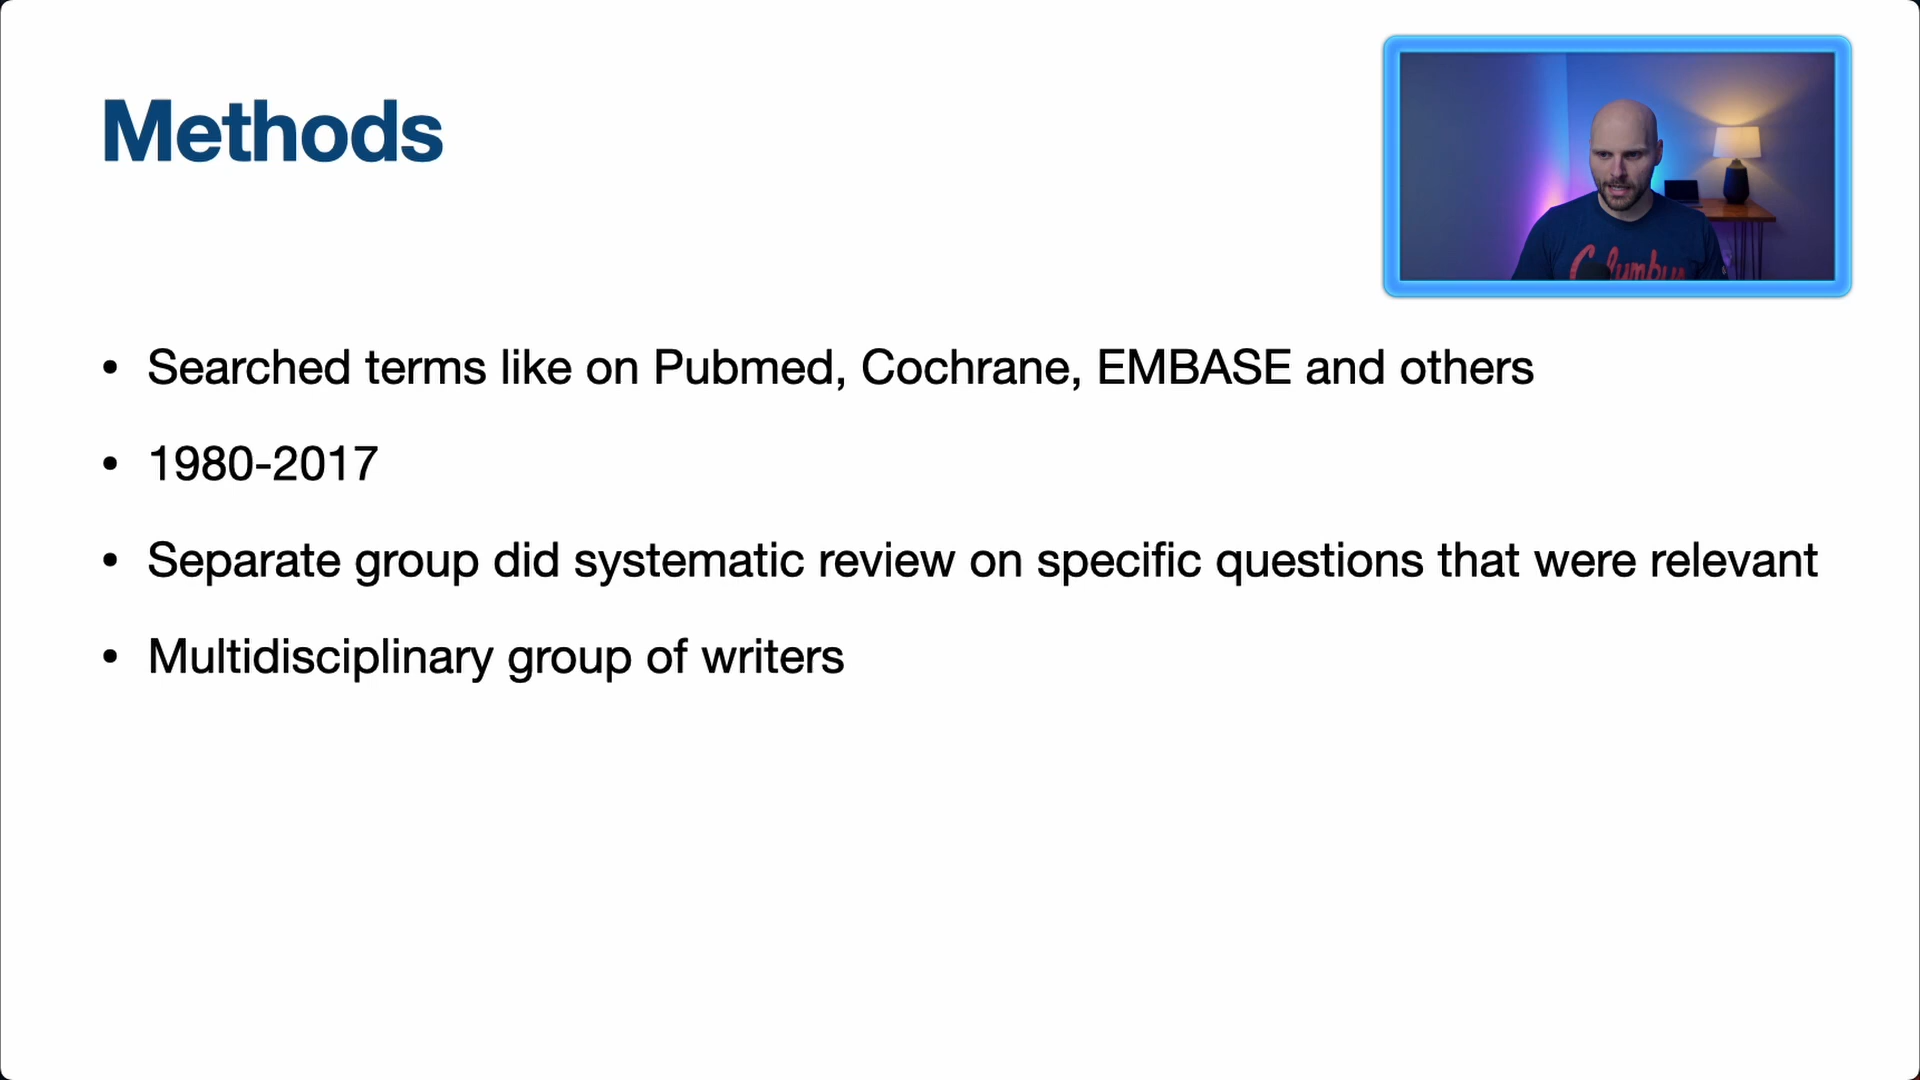 Methods
Columbus
• Searched terms like on Pubmed, Cochrane, EMBASE and others
• 1980-2017
• Separate group did systematic review on specific questions that were relevant
• Multidisciplinary group of writers